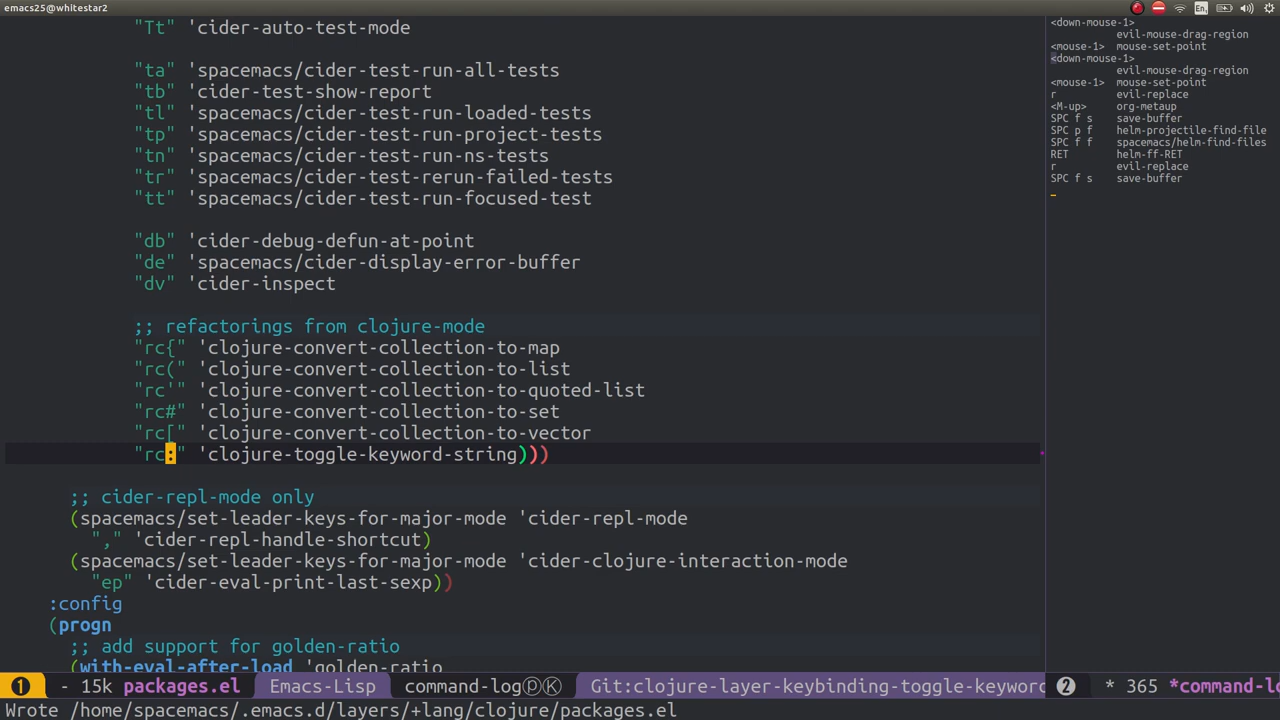 emacs25@whitestar2
En₁
"Tt" 'cider-auto-test-mode
"ta" 'spacemacs/cider-test-run-all-tests
"tb" 'cider-test-show-report
"tl" 'spacemacs/cider-test-run-loaded-tests
"tp" 'spacemacs/cider-test-run-project-tests
"tn" 'spacemacs/cider-test-run-ns-tests
"tr" 'spacemacs/cider-test-rerun-failed-tests
"tt" 'spacemacs/cider-test-run-focused-test
"db" 'cider-debug-defun-at-point
"de" 'spacemacs/cider-display-error-buffer
"dv" 'cider-inspect
;; refactorings from clojure-mode
"rc{" 'clojure-convert-collection-to-map
"rc(" 'clojure-convert-collection-to-list
"rc'" 'clojure-convert-collection-to-quoted-list
"rc#" 'clojure-convert-collection-to-set
"rc[" 'clojure-convert-collection-to-vector
"rc:" 'clojure-toggle-keyword-string)))
;; cider-repl-mode only
(spacemacs/set-leader-keys-for-major-mode 'cider-repl-mode
"," 'cider-repl-handle-shortcut)
(spacemacs/set-leader-keys-for-major-mode 'cider-clojure-interaction-mode
"ep" 'cider-eval-print-last-sexp))
:config
(progn
;; add support for golden-ratio
(with-eval-after-load 'golden-ratio
❶ - 15k packages.el Emacs-Lisp command-logⓟⓀ Git:clojure-layer-keybinding-toggle-keyword
<down-mouse-1>
evil-mouse-drag-region
<mouse-1> mouse-set-point
<down-mouse-1>
evil-mouse-drag-region
<mouse-1> mouse-set-point
r evil-replace
<M-up> org-metaup
SPC f s save-buffer
SPC p f helm-projectile-find-file
SPC f f spacemacs/helm-find-files
RET helm-ff-RET
r evil-replace
SPC f s save-buffer
❷ * 365 *command-lo
Wrote /home/spacemacs/.emacs.d/layers/+lang/clojure/packages.el